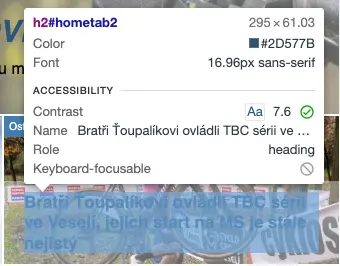 h2#hometab2 295 × 61.03
Color #2D577B
Font 16.96px sans-serif
ACCESSIBILITY
Contrast Aa 7.6
Name Bratři Ťoupalíkovi ovládli TBC sérii ve …
Role heading
Keyboard-focusable
u m
Ost
Bratři Ťoupalíkovi ovládli TBC sérii
ve Veselí, jejich start na MS je stále
nejistý